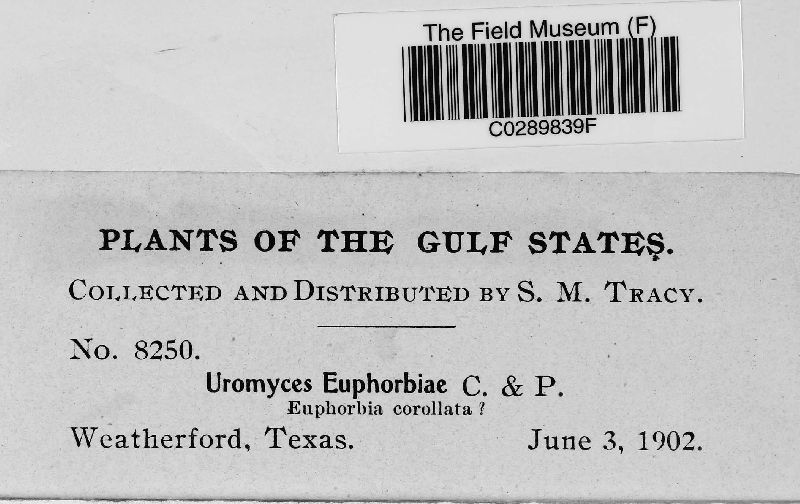 The Field Museum (F)
C0289839F
PLANTS OF THE GULF STATES.
COLLECTED AND DISTRIBUTED BY S. M. TRACY.
No. 8250.
Uromyces Euphorbiae C. & P.
Euphorbia corollata ?
Weatherford, Texas. June 3, 1902.